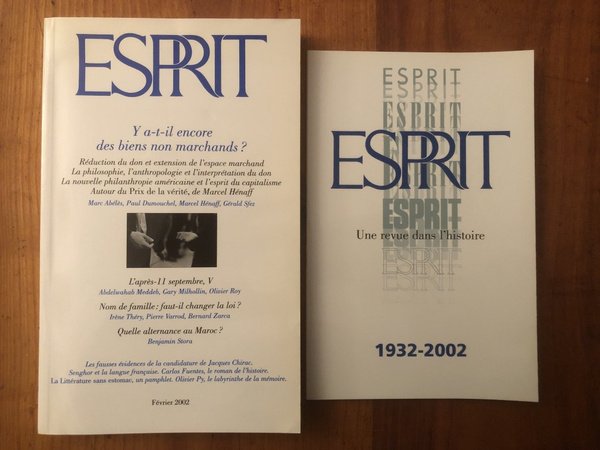 ESPRIT
Y a-t-il encore
des biens non marchands ?
Réduction du don et extension de l'espace marchand
La philosophie, l'anthropologie et l'interprétation du don
La nouvelle philanthropie américaine et l'esprit du capitalisme
Autour du Prix de la vérité, de Marcel Hénaff
Marc Abélès, Paul Dumouchel, Marcel Hénaff, Gérald Sfez
L'après-11 septembre, V
Abdelwahab Meddeb, Gary Milhollin, Olivier Roy
Nom de famille : faut-il changer la loi ?
Irène Théry, Pierre Varrod, Bernard Zarca
Quelle alternance au Maroc ?
Benjamin Stora
Les fausses évidences de la candidature de Jacques Chirac.
Senghor et la langue française. Carlos Fuentes, le roman de l'histoire.
La Littérature sans estomac, un pamphlet. Olivier Py, le labyrinthe de la mémoire.
Février 2002
ESPRIT
ESPRIT
ESPRIT
ESPRIT
ESPRIT
ESPRIT
Une revue dans l'histoire
ESPRIT
ESPRIT
1932-2002